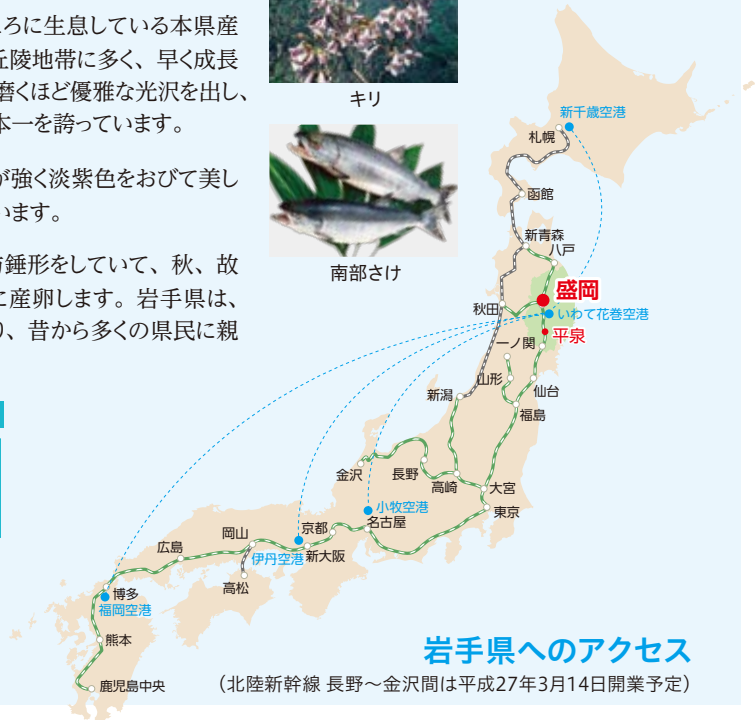 ろに生息している本県産
丘陵地帯に多く、早く成長
磨くほど優雅な光沢を出し、
本一を誇っています。
が強く淡紫色をおびて美し
います。
錘形をしていて、秋、故
に産卵します。岩手県は、
り、昔から多くの県民に親
キリ
南部さけ
新千歳空港
札幌
函館
新青森
八戸
盛岡
秋田
いわて花巻空港
平泉
一ノ関
山形
仙台
新潟
福島
金沢
長野
高崎
大宮
小牧空港
名古屋
東京
岡山
京都
広島
伊丹空港
新大阪
高松
博多
福岡空港
熊本
鹿児島中央
岩手県へのアクセス
（北陸新幹線 長野〜金沢間は平成27年3月14日開業予定）